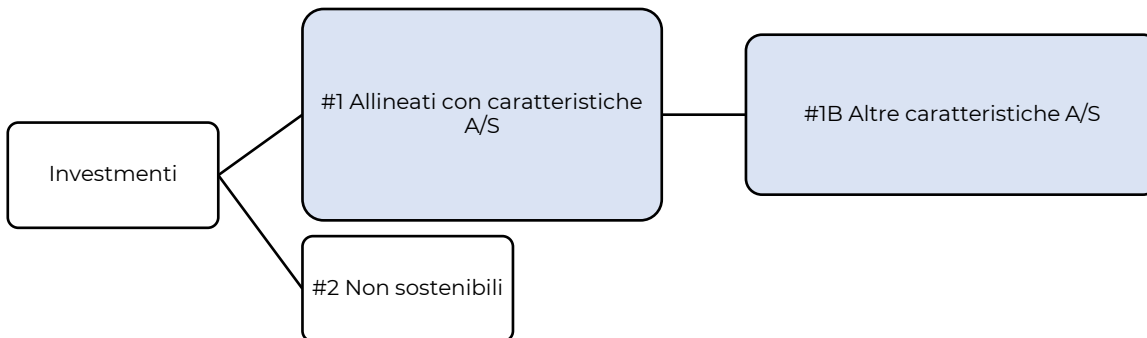 #1 Allineati con caratteristiche
A/S
#1B Altre caratteristiche A/S
Investmenti
#2 Non sostenibili